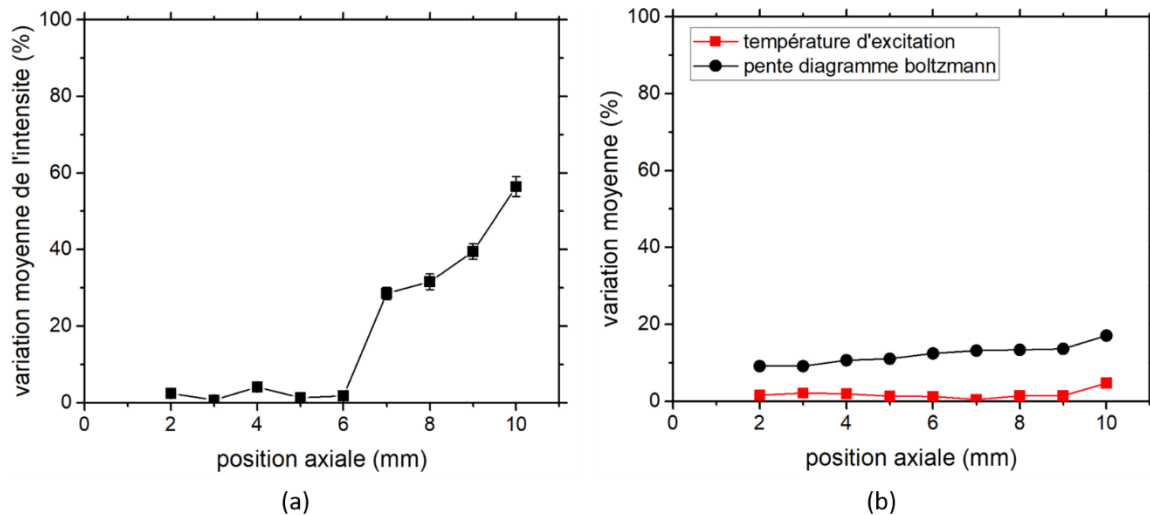 100
80
60
40
20
0
variation moyenne de l'intensite (%)
0 2 4 6 8 10
position axiale (mm)
(a)
100
80
60
40
20
0
variation moyenne (%)
température d'excitation
pente diagramme boltzmann
0 2 4 6 8 10
position axiale (mm)
(b)